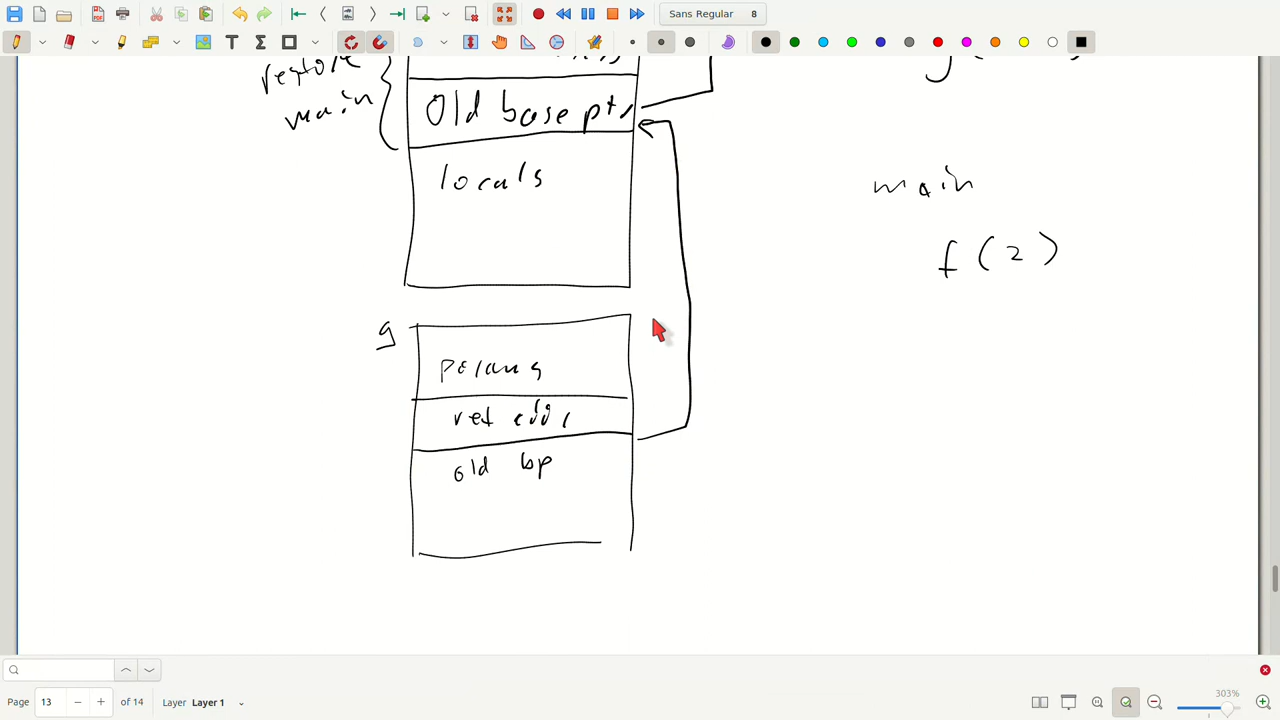 Sans Regular 8
restore
main
Old base ptr
locals
main
f(2)
g
params
ret addr
old bp
Page 13 of 14 Layer Layer 1
303%